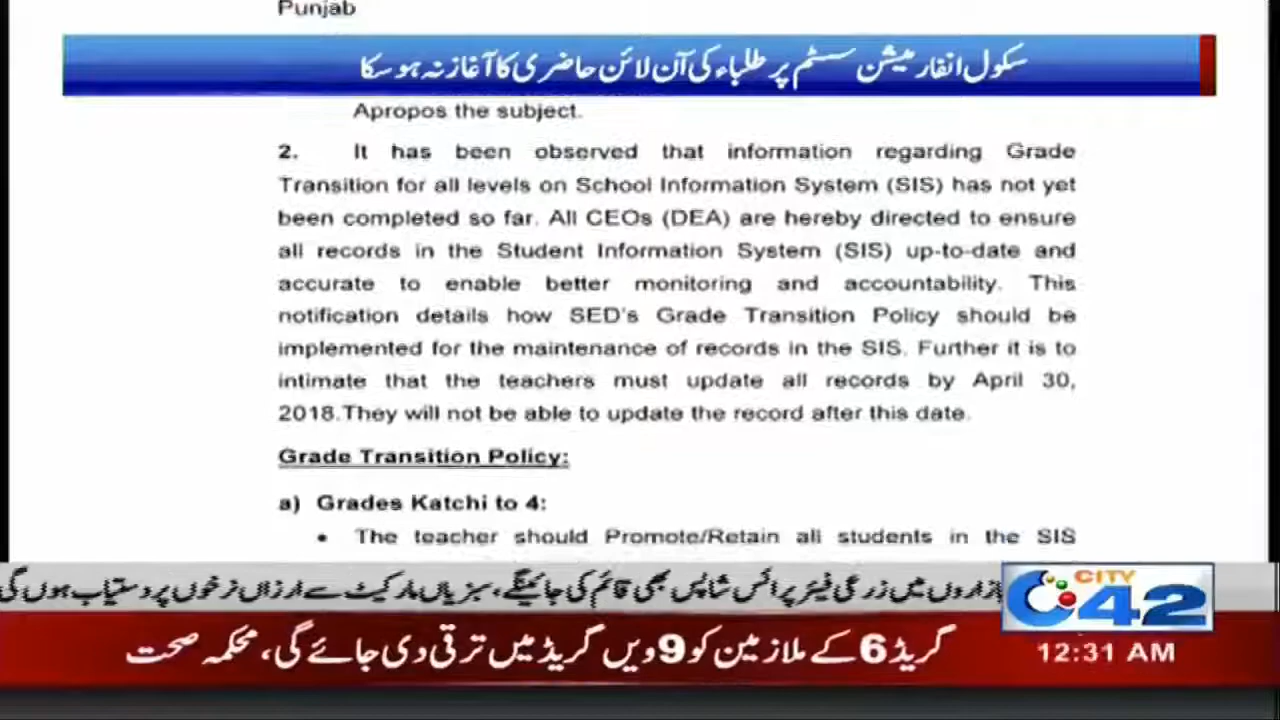 Punjab
سکول انفارمیشن سسٹم پر طلباء کی آن لائن حاضری کا آغاز نہ ہو سکا
Apropos the subject.
2. It has been observed that information regarding Grade
Transition for all levels on School Information System (SIS) has not yet
been completed so far. All CEOs (DEA) are hereby directed to ensure
all records in the Student Information System (SIS) up-to-date and
accurate to enable better monitoring and accountability. This
notification details how SED's Grade Transition Policy should be
implemented for the maintenance of records in the SIS. Further it is to
intimate that the teachers must update all records by April 30,
2018.They will not be able to update the record after this date.
Grade Transition Policy:
a) Grades Katchi to 4:
• The teacher should Promote/Retain all students in the SIS
بازاروں میں زرعی فیئر پرائس شاپس بھی قائم کی جائینگے، سبزیاں مارکیٹ سے ارزاں نرخوں پر دستیاب ہوں گی
CITY
42
گریڈ 6 کے ملازمین کو 9 ویں گریڈ میں ترقی دی جائے گی، محکمہ صحت
12:31 AM